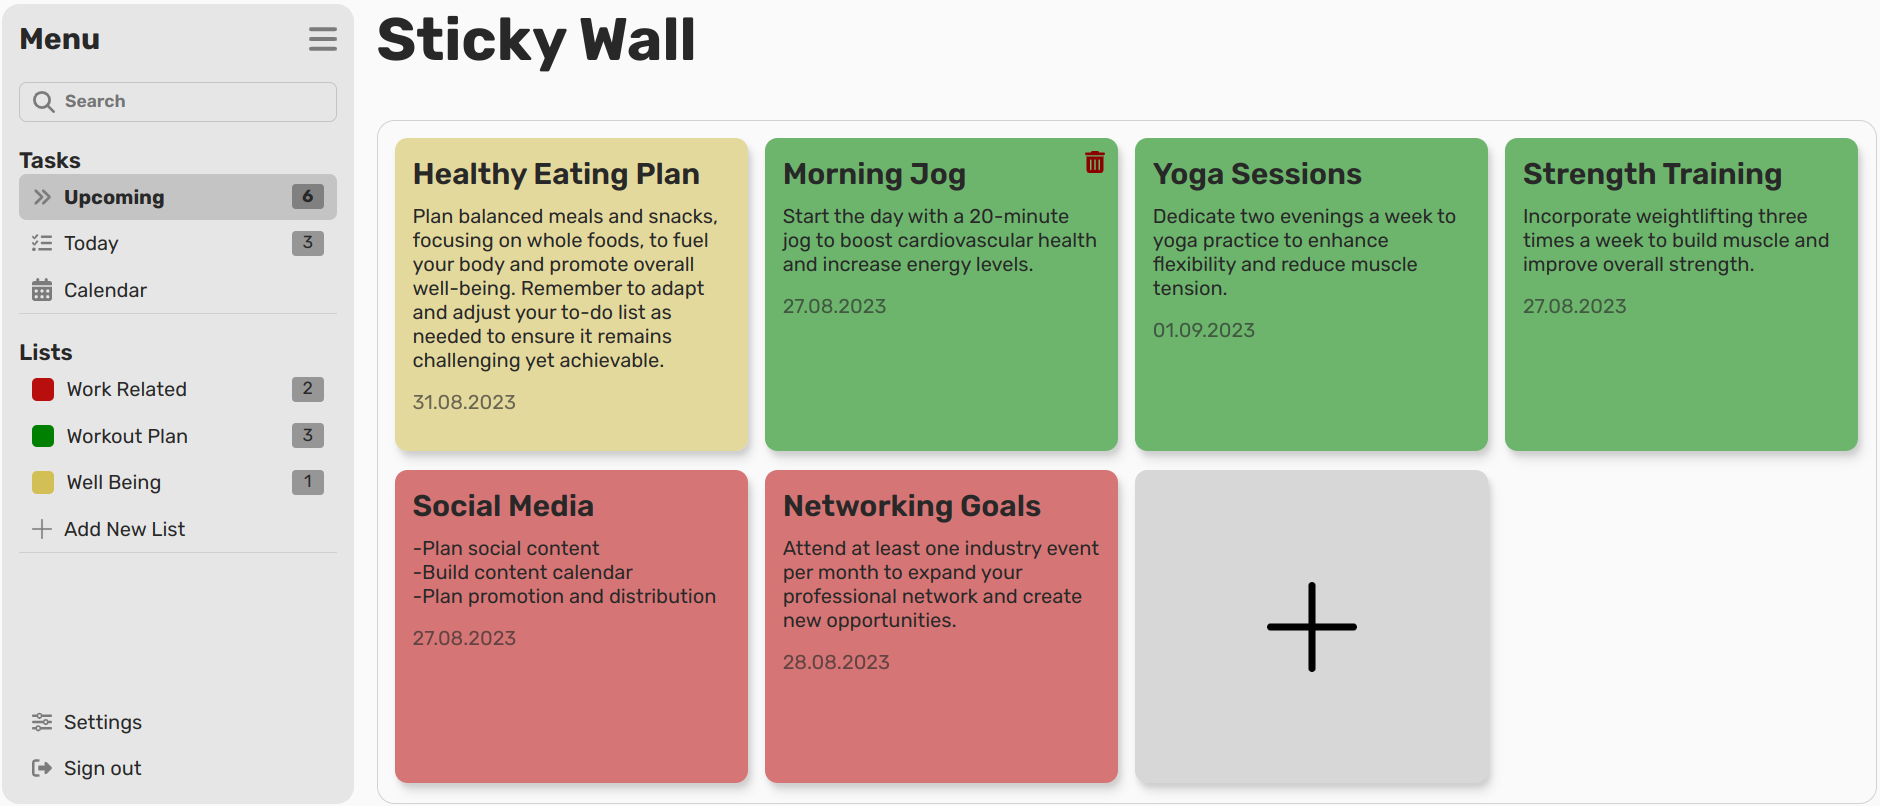 Menu
Search
Tasks
Upcoming 6
Today 3
Calendar
Lists
Work Related 2
Workout Plan 3
Well Being 1
Add New List
Settings
Sign out
Sticky Wall
Healthy Eating Plan
Plan balanced meals and snacks,
focusing on whole foods, to fuel
your body and promote overall
well-being. Remember to adapt
and adjust your to-do list as
needed to ensure it remains
challenging yet achievable.
31.08.2023
Morning Jog
Start the day with a 20-minute
jog to boost cardiovascular health
and increase energy levels.
27.08.2023
Yoga Sessions
Dedicate two evenings a week to
yoga practice to enhance
flexibility and reduce muscle
tension.
01.09.2023
Strength Training
Incorporate weightlifting three
times a week to build muscle and
improve overall strength.
27.08.2023
Social Media
-Plan social content
-Build content calendar
-Plan promotion and distribution
27.08.2023
Networking Goals
Attend at least one industry event
per month to expand your
professional network and create
new opportunities.
28.08.2023